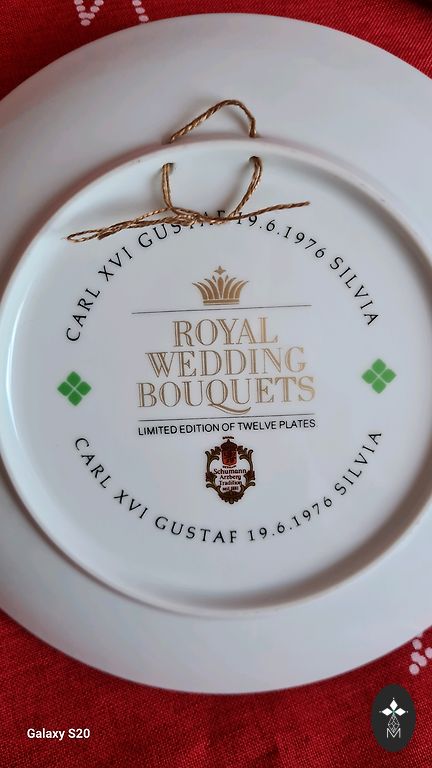 CARL XVI GUSTAF 19.6.1976 SILVIA
ROYAL
WEDDING
BOUQUETS
LIMITED EDITION OF TWELVE PLATES
Schumann
Arzberg
Tradition
CARL XVI GUSTAF 19.6.1976 SILVIA
Galaxy S20
M